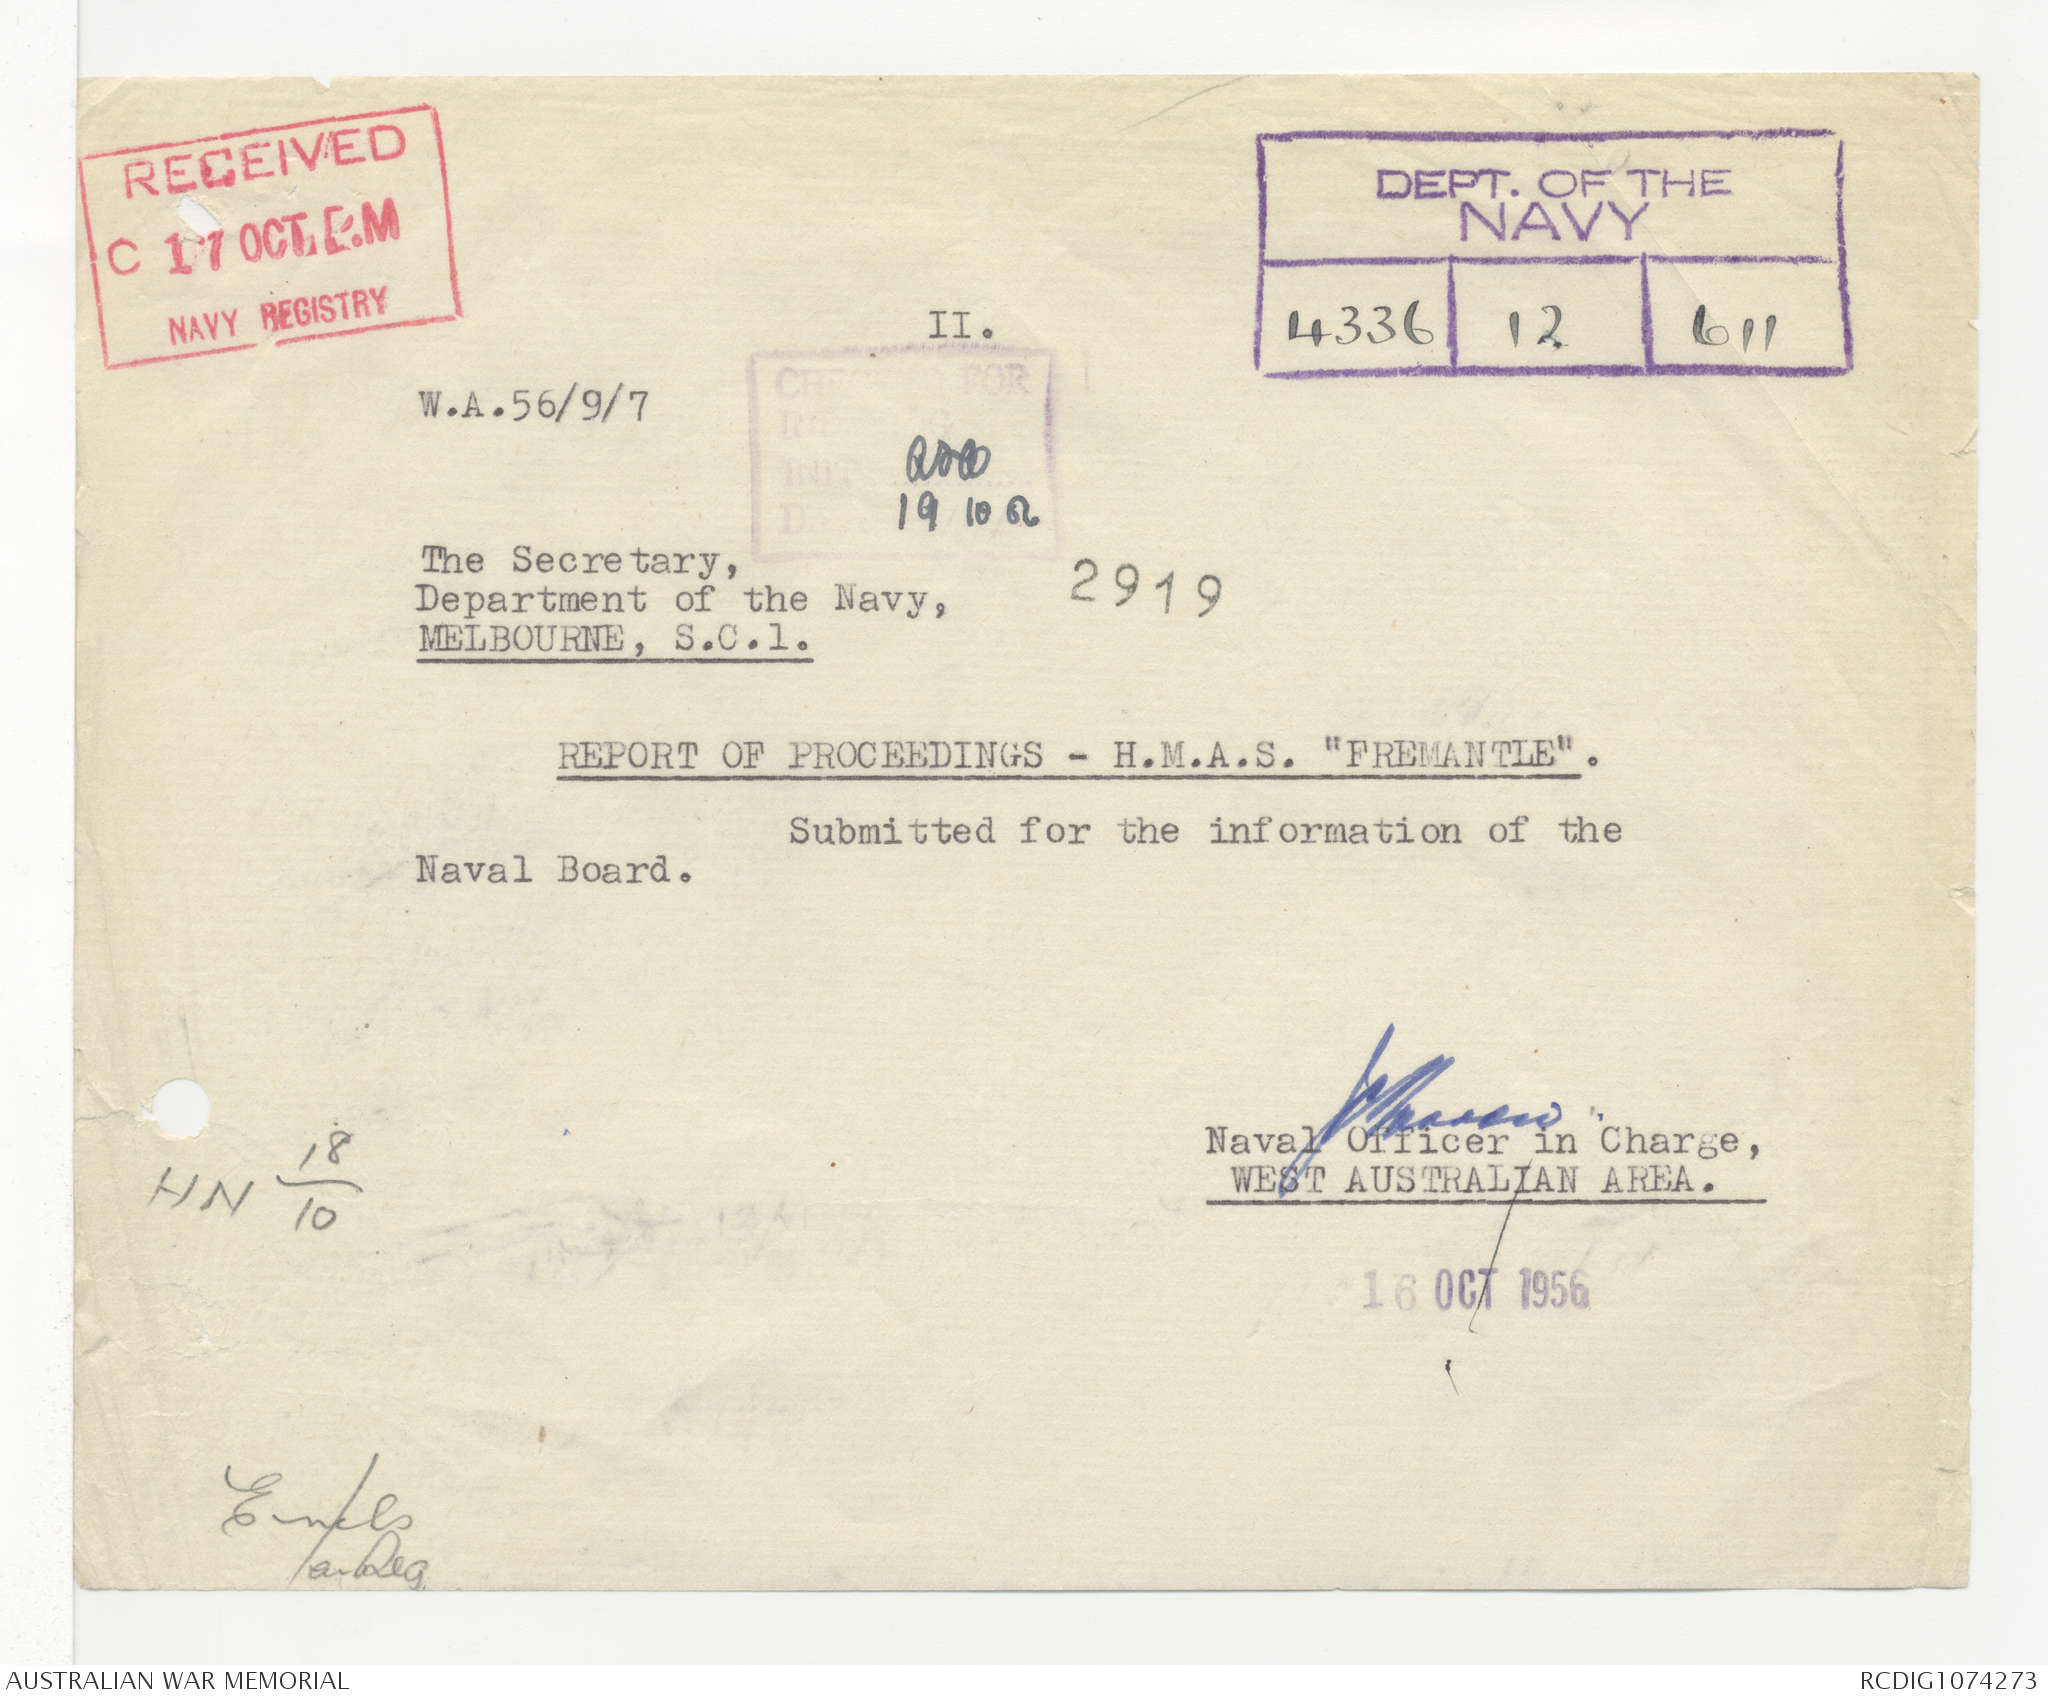 RECEIVED
C 17 OCT. P.M
NAVY REGISTRY
DEPT. OF THE
NAVY
4336 12 611
II.
W.A.56/9/7
FOR
INIT
19 10
The Secretary,
Department of the Navy,
MELBOURNE, S.C.1.
2919
REPORT OF PROCEEDINGS - H.M.A.S. "FREMANTLE".
Submitted for the information of the
Naval Board.
Naval Officer in Charge,
WEST AUSTRALIAN AREA.
16 OCT 1956
HN 18
10
AUSTRALIAN WAR MEMORIAL
RCDIG1074273